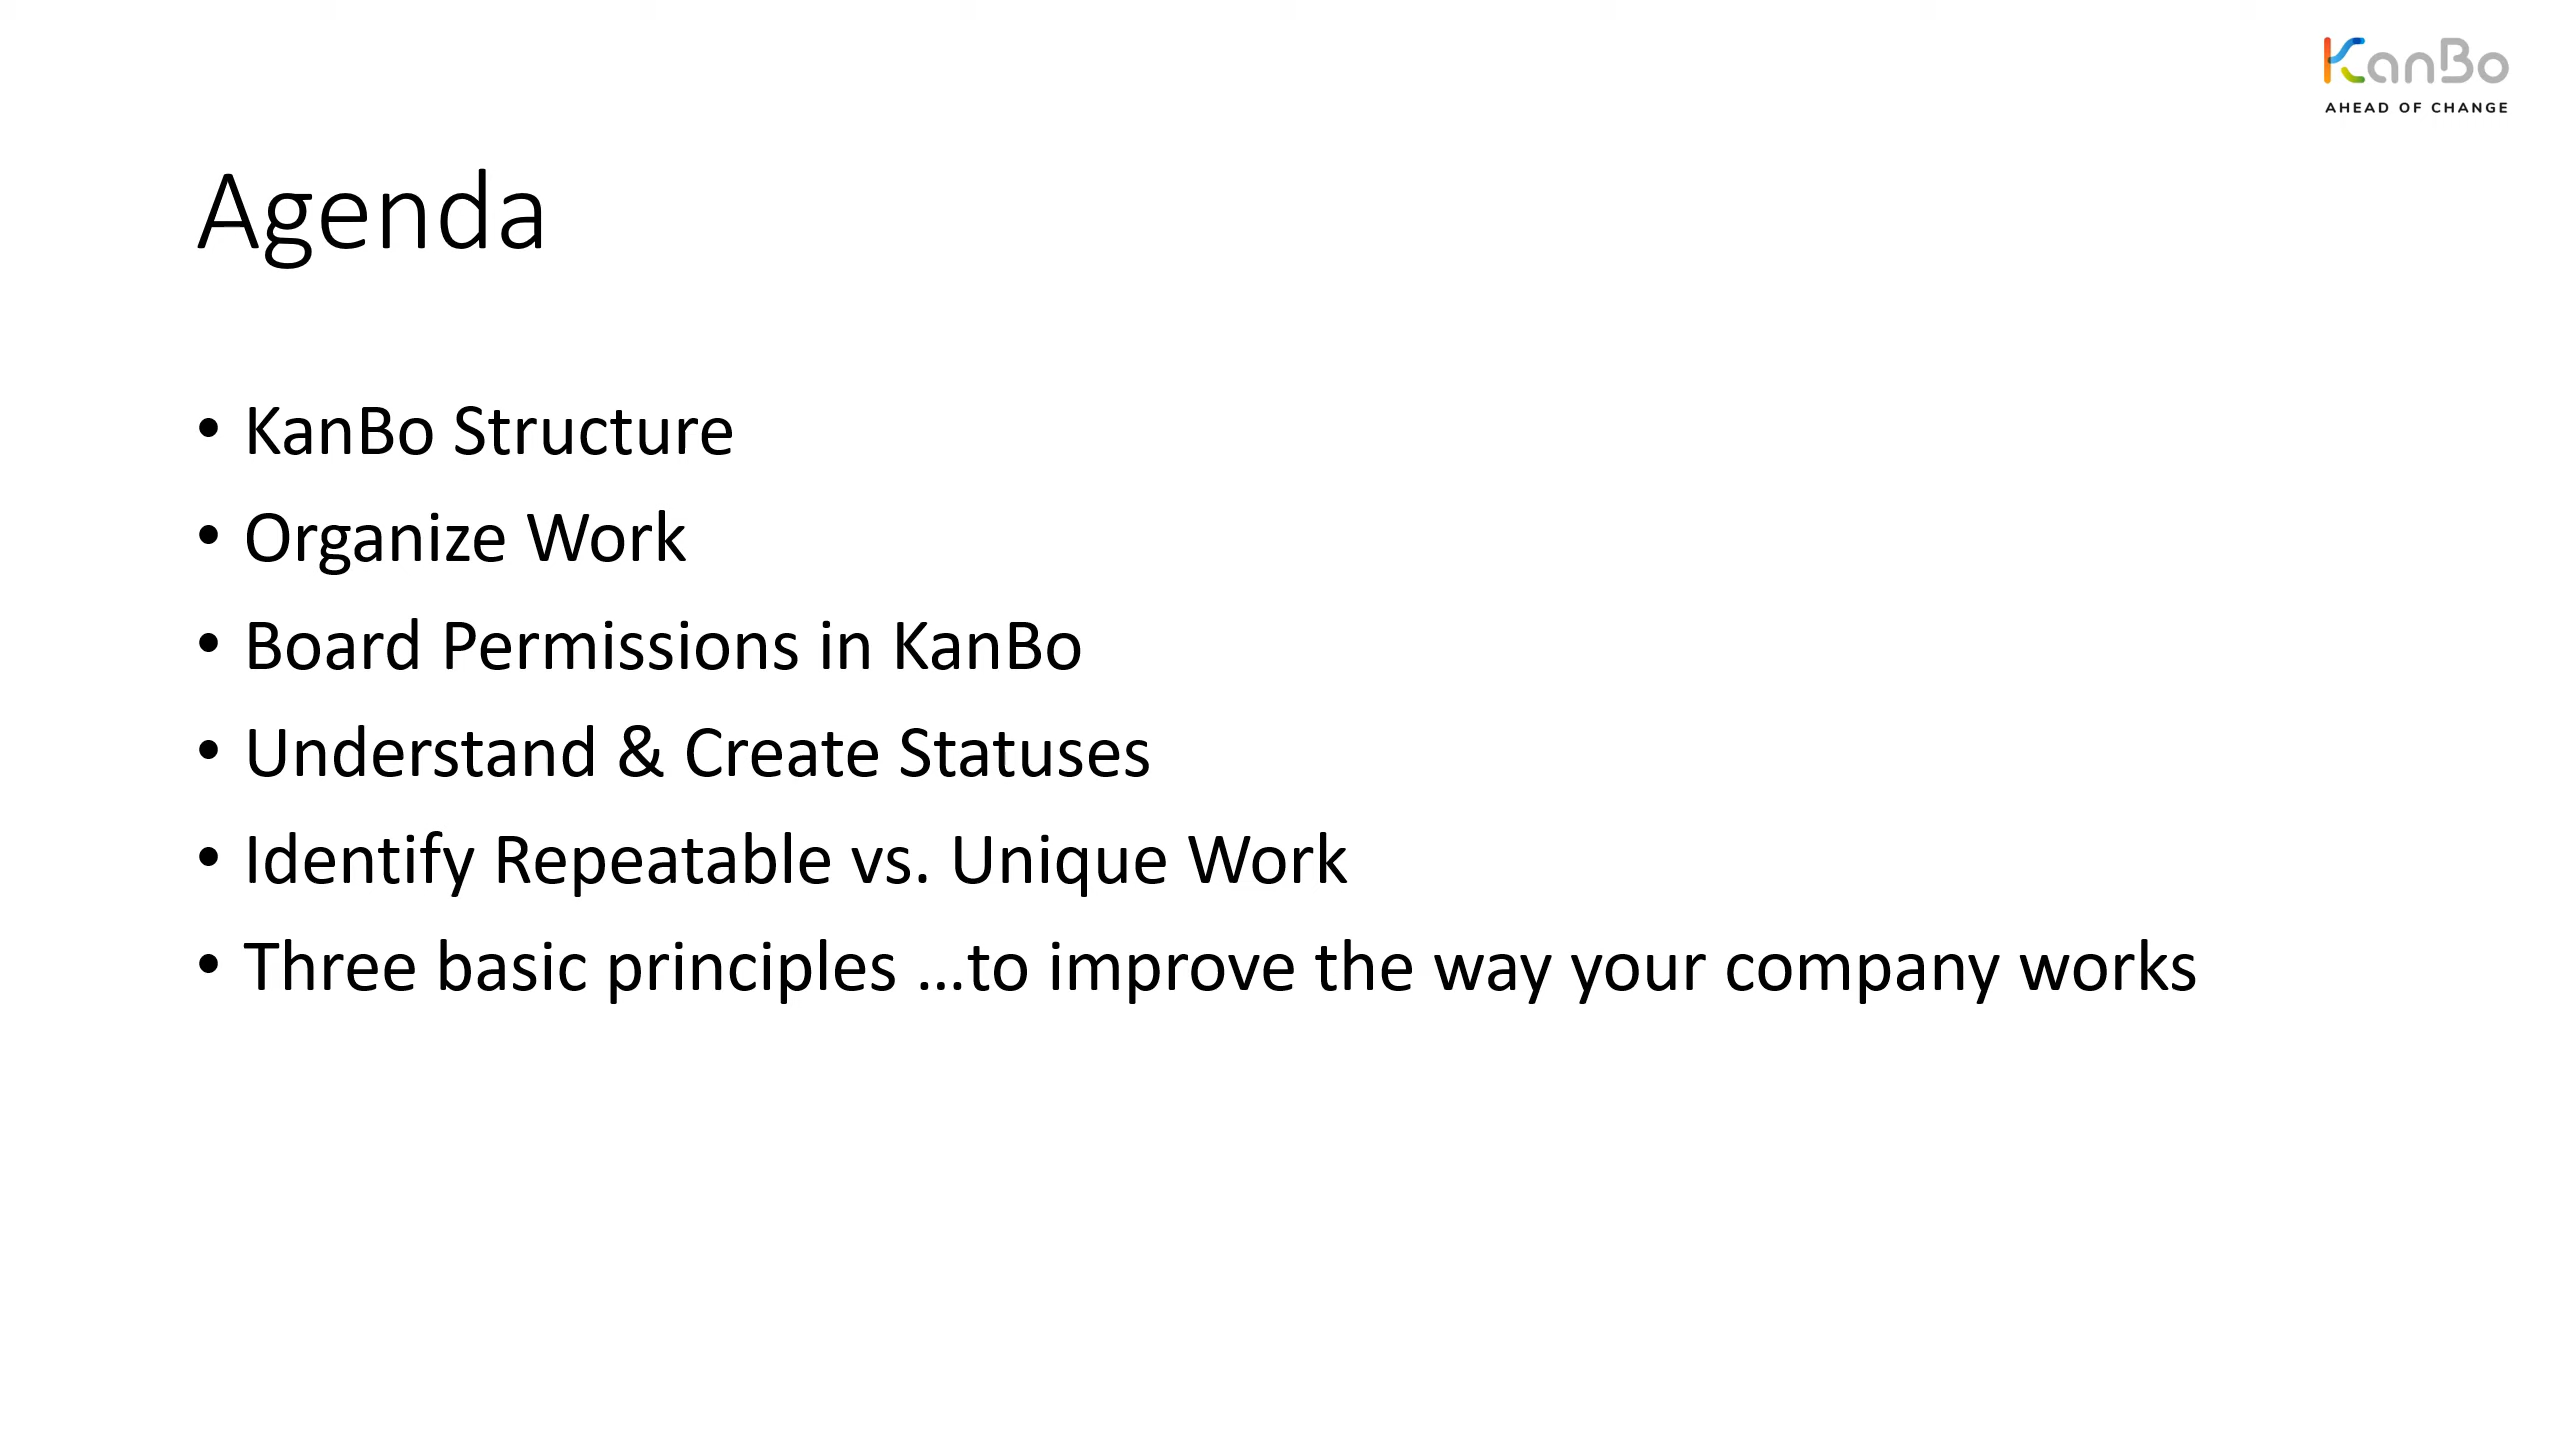 KanBo
AHEAD OF CHANGE
Agenda
• KanBo Structure
• Organize Work
• Board Permissions in KanBo
• Understand & Create Statuses
• Identify Repeatable vs. Unique Work
• Three basic principles ...to improve the way your company works